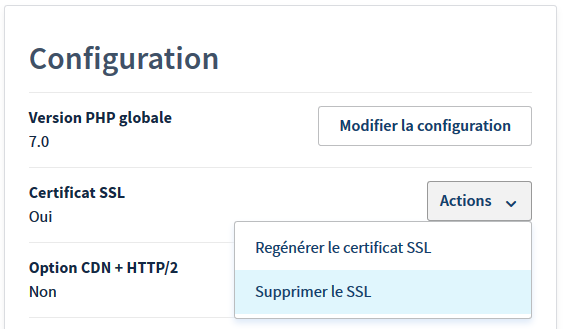 Configuration
Version PHP globale
7.0
Modifier la configuration
Certificat SSL
Oui
Actions
Regénérer le certificat SSL
Supprimer le SSL
Option CDN + HTTP/2
Non